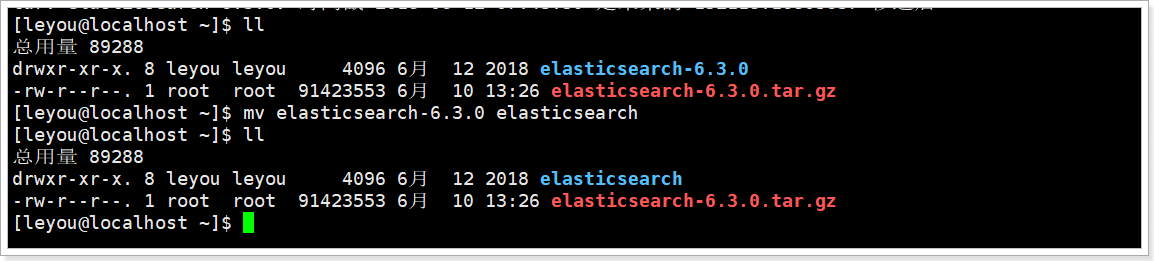 [leyou@localhost ~]$ ll
总用量 89288
drwxr-xr-x. 8 leyou leyou     4096 6月  12 2018 elasticsearch-6.3.0
-rw-r--r--. 1 root  root  91423553 6月  10 13:26 elasticsearch-6.3.0.tar.gz
[leyou@localhost ~]$ mv elasticsearch-6.3.0 elasticsearch
[leyou@localhost ~]$ ll
总用量 89288
drwxr-xr-x. 8 leyou leyou     4096 6月  12 2018 elasticsearch
-rw-r--r--. 1 root  root  91423553 6月  10 13:26 elasticsearch-6.3.0.tar.gz
[leyou@localhost ~]$